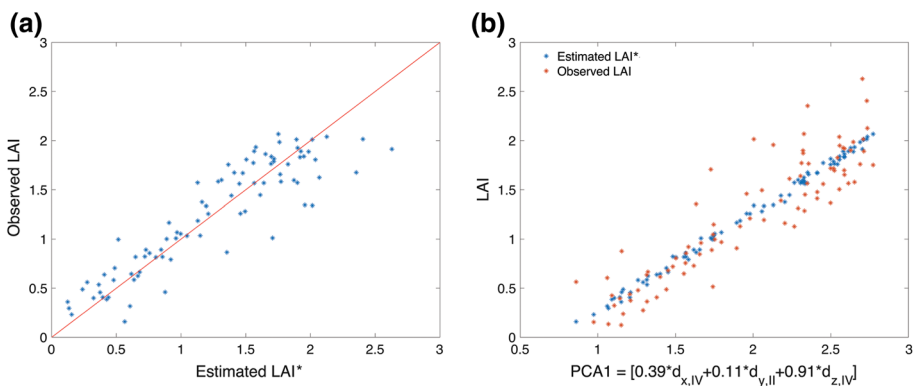 (a)
3
2.5
2
1.5
1
0.5
0
Observed LAI
0 0.5 1 1.5 2 2.5 3
Estimated LAI*
(b)
3
2.5
2
1.5
1
0.5
0
LAI
Estimated LAI*
Observed LAI
0.5 1 1.5 2 2.5 3
PCA1 = [0.39*d_x,IV+0.11*d_y,II+0.91*d_z,IV]